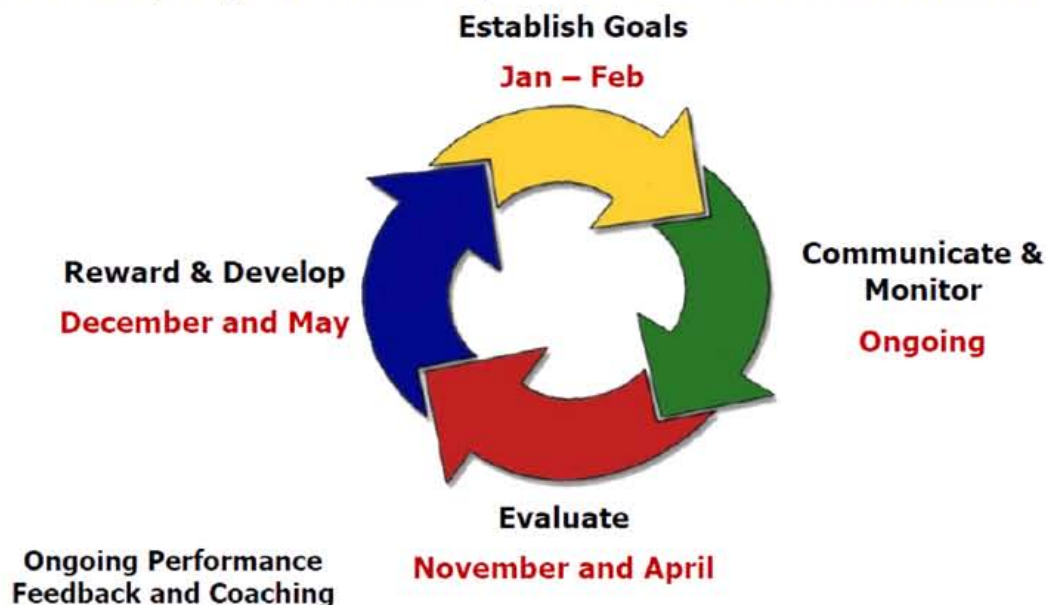 Establish Goals
Jan – Feb
Communicate &
Monitor
Ongoing
Reward & Develop
December and May
Evaluate
November and April
Ongoing Performance
Feedback and Coaching